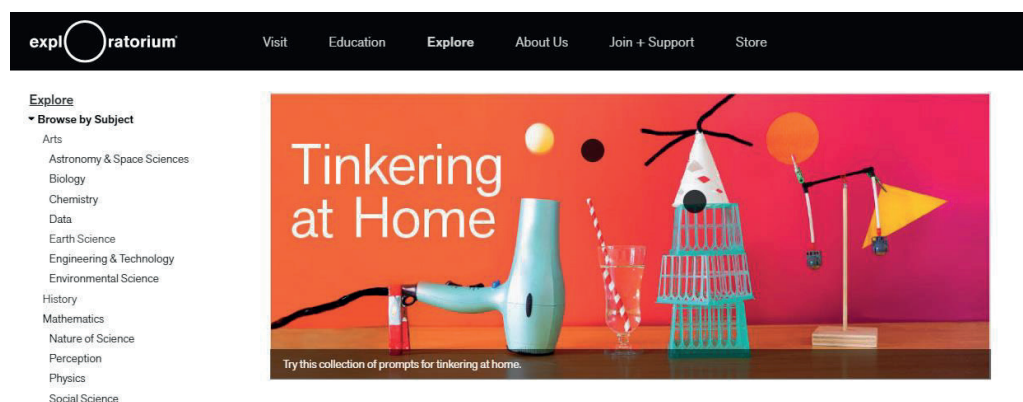 expl ratorium
Visit Education Explore About Us Join + Support Store
Explore
Browse by Subject
Arts
Astronomy & Space Sciences
Biology
Chemistry
Data
Earth Science
Engineering & Technology
Environmental Science
History
Mathematics
Nature of Science
Perception
Physics
Social Science
Tinkering
at Home
Try this collection of prompts for tinkering at home.